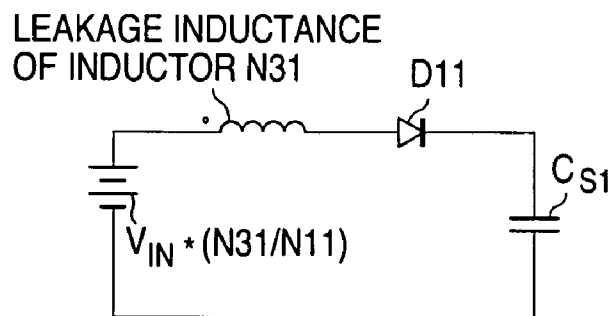 LEAKAGE INDUCTANCE
OF INDUCTOR N31
D11
CS1
VIN * (N31/N11)